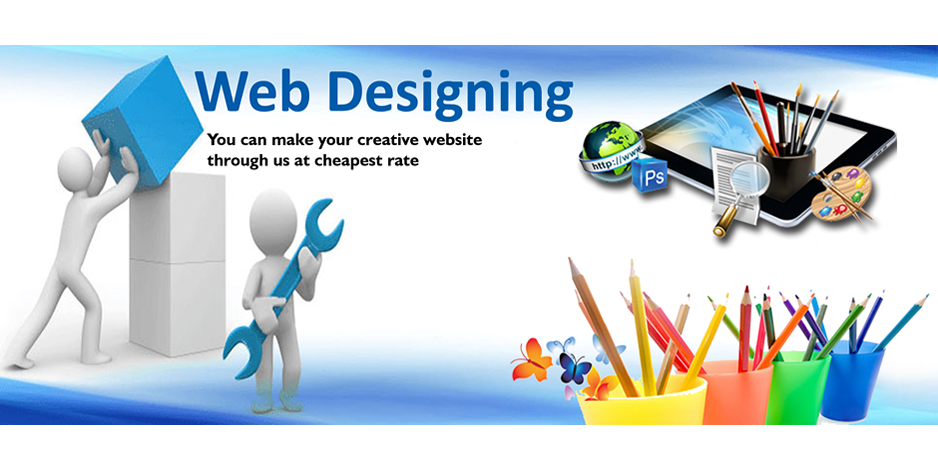 Web Designing
You can make your creative website
through us at cheapest rate
http://www.
Ps